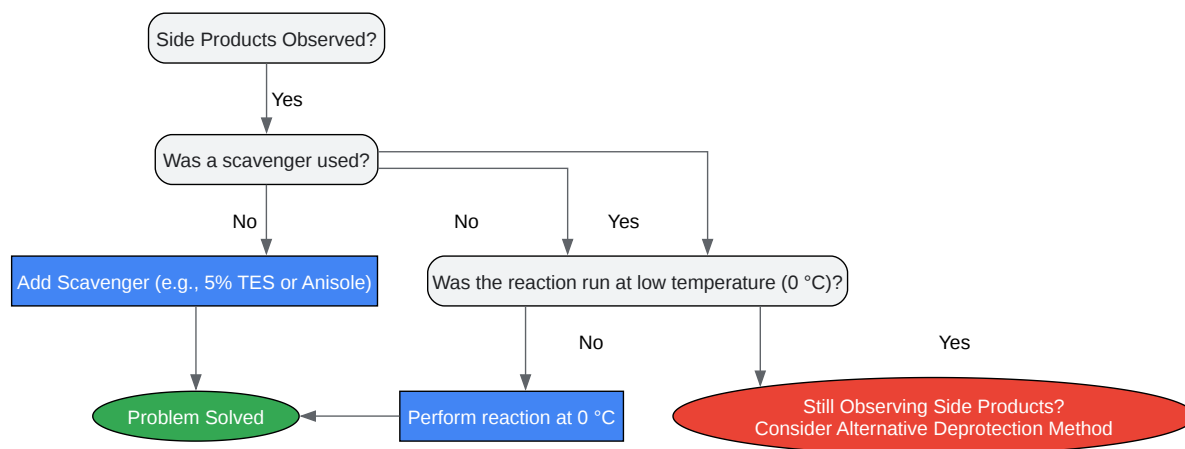 Side Products Observed?
Yes
Was a scavenger used?
No
No
Yes
Add Scavenger (e.g., 5% TES or Anisole)
Was the reaction run at low temperature (0 °C)?
No
Yes
Problem Solved
Perform reaction at 0 °C
Still Observing Side Products?
Consider Alternative Deprotection Method